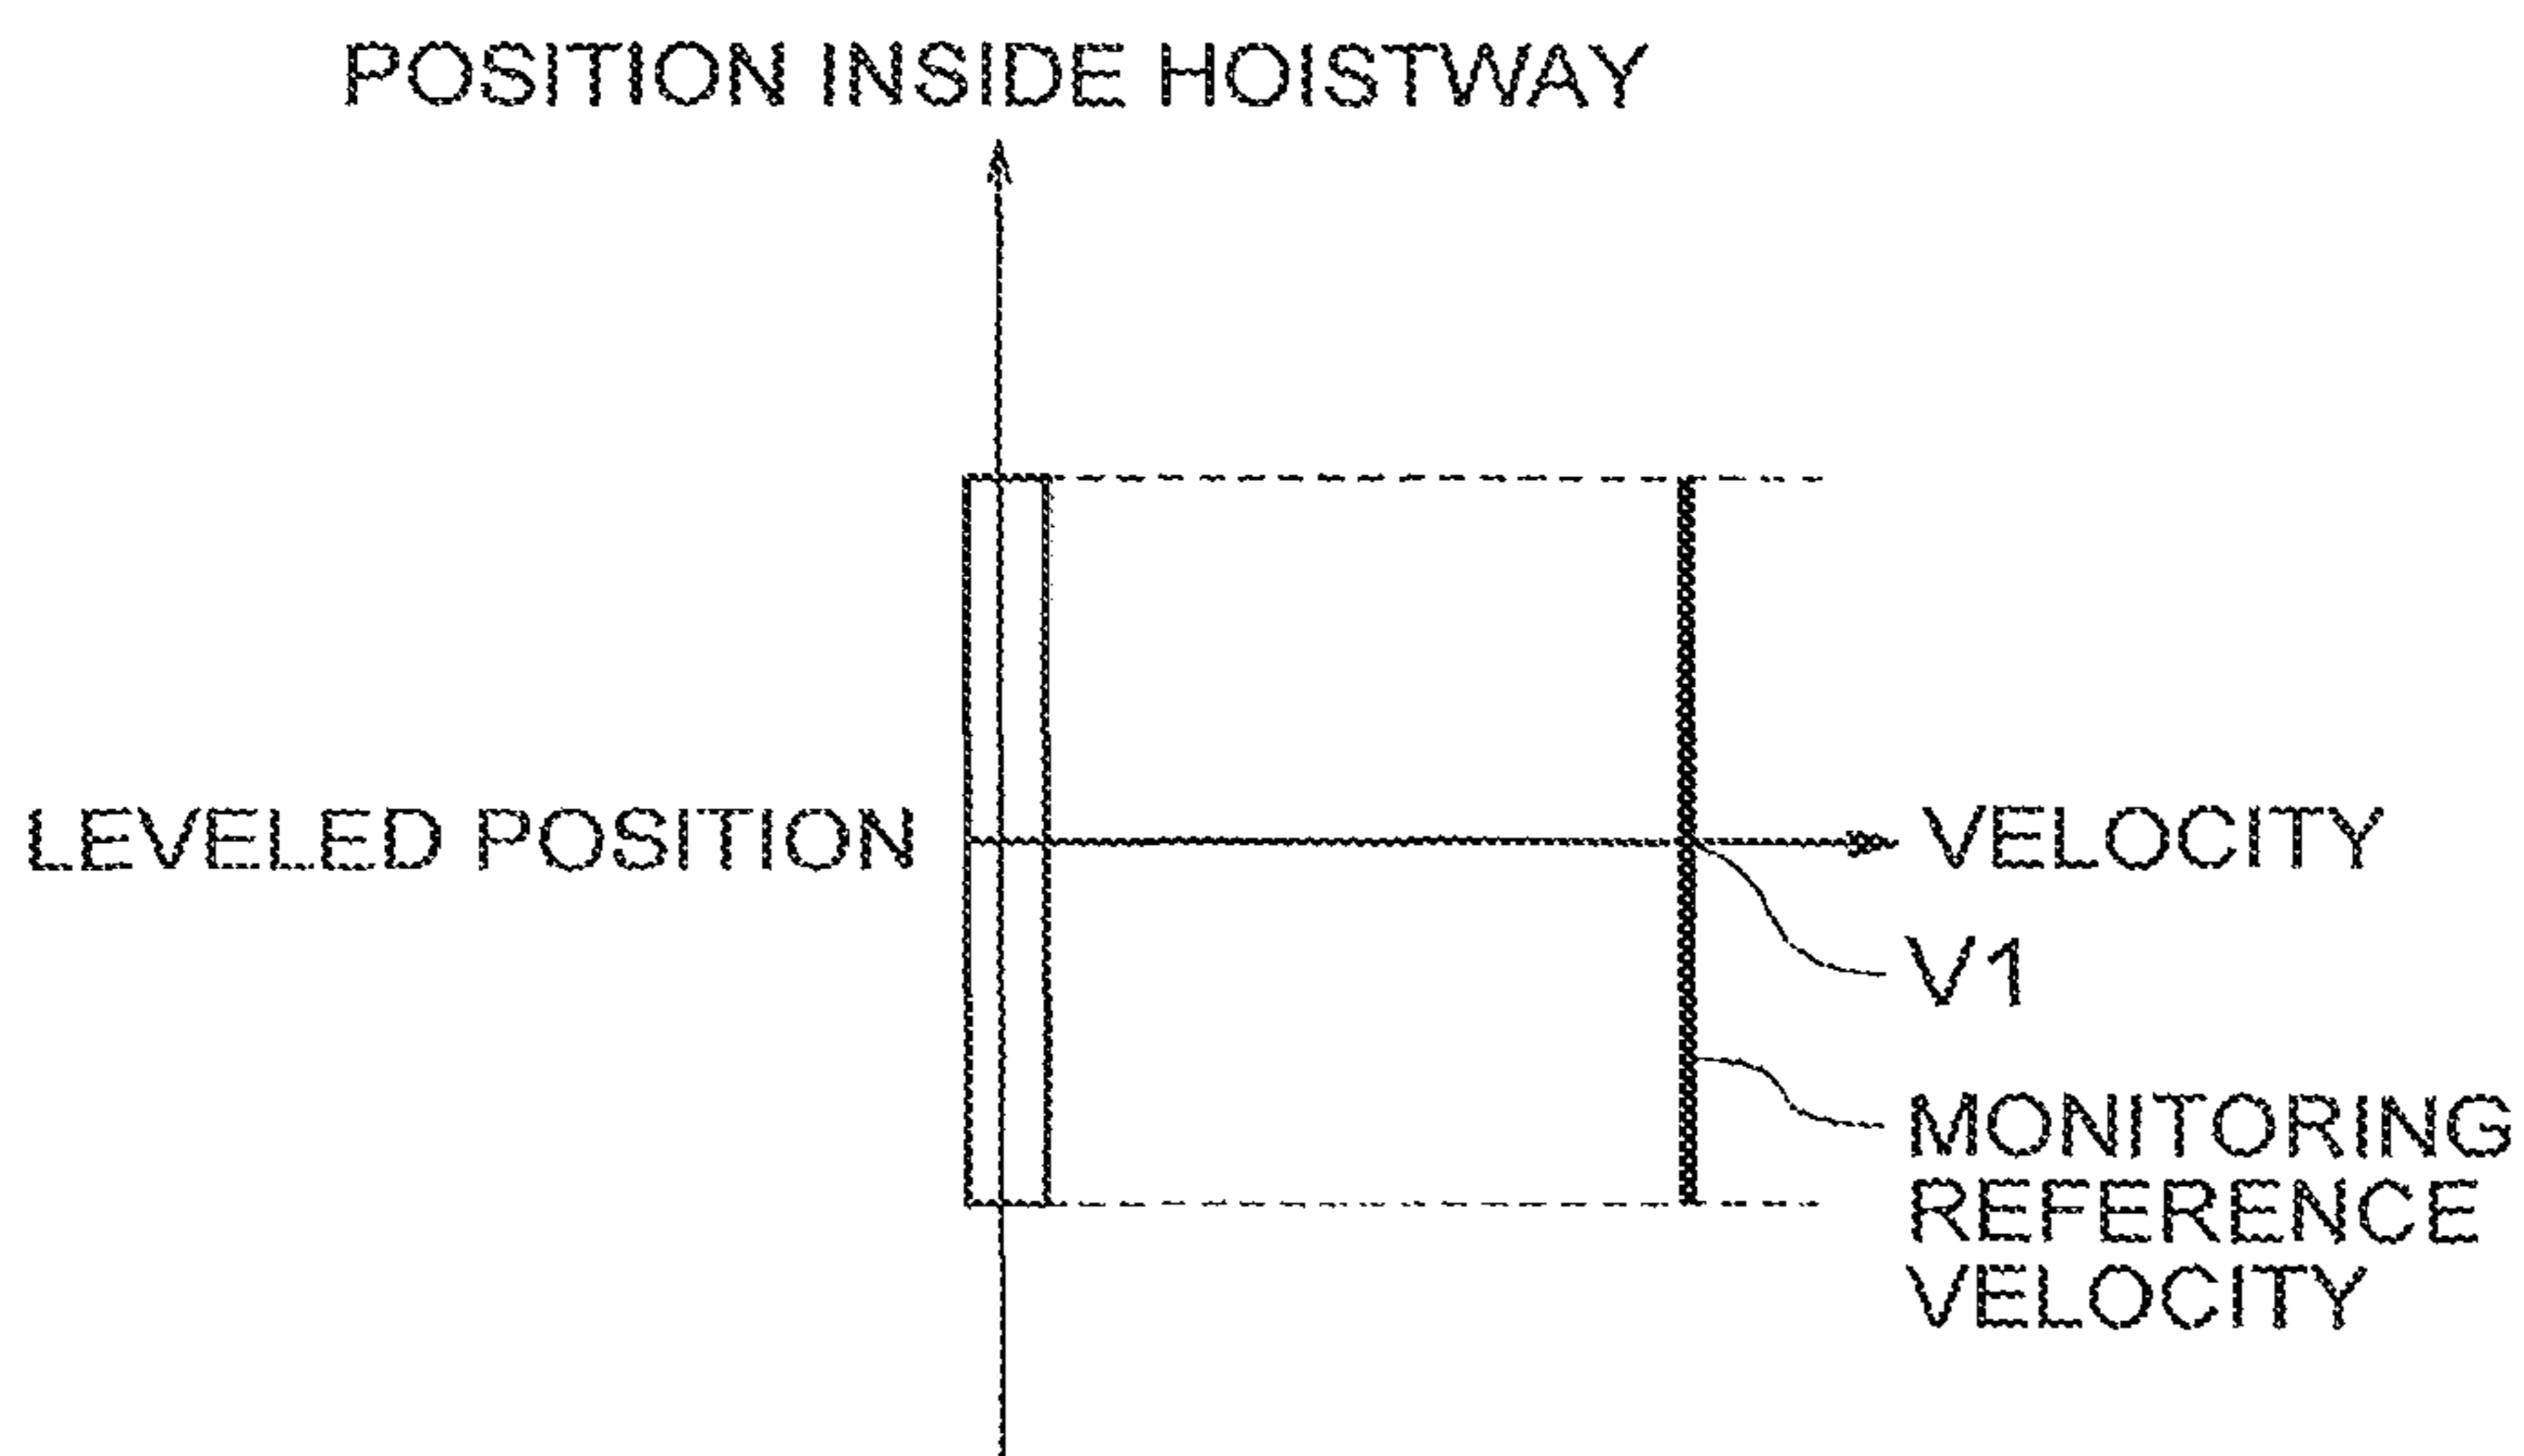 POSITION INSIDE HOISTWAY
LEVELED POSITION
VELOCITY
V1
MONITORING
REFERENCE
VELOCITY